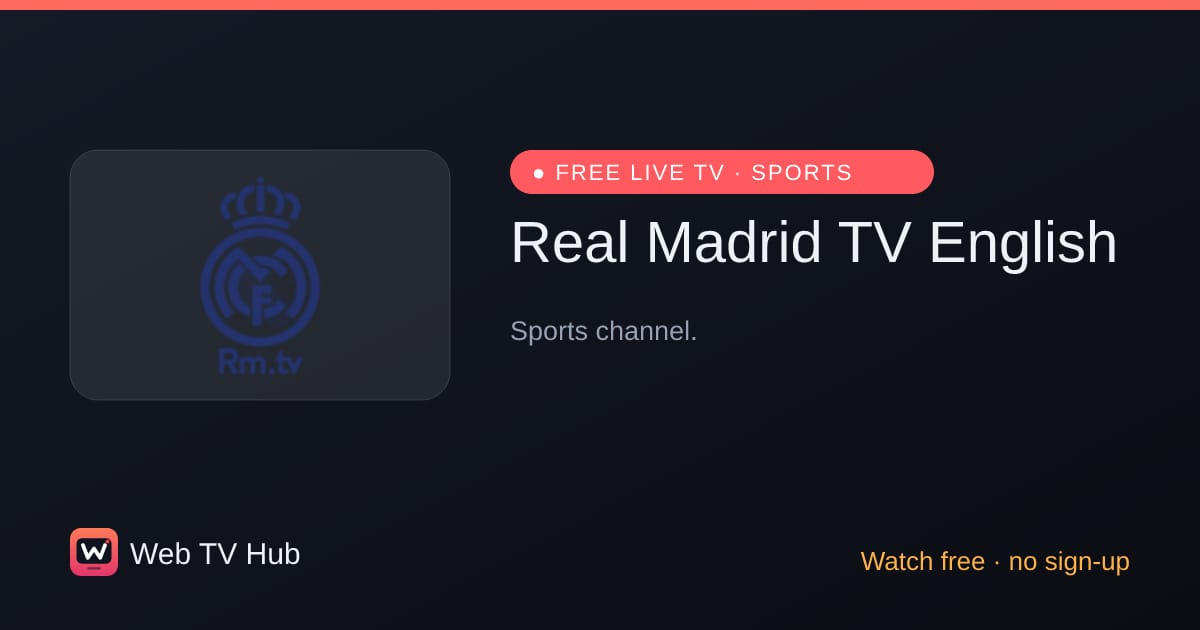 ● FREE LIVE TV · SPORTS
Real Madrid TV English
Sports channel.
Rm.tv
Web TV Hub
Watch free · no sign-up